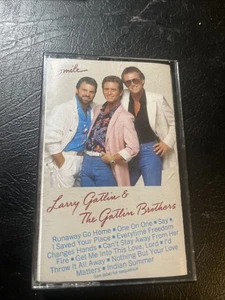 smile
Larry Gatlin &
The Gatlin Brothers
Runaway Go Home ★ One On One ★ Say ★
I Saved Your Place ★ Everytime Freedom
Changes Hands ★ Can't Stay Away From Her
Fire ★ Get Me Into This Love, Lord ★ I'd
Throw It All Away ★ Nothing But Your Love
Matters ★ Indian Summer